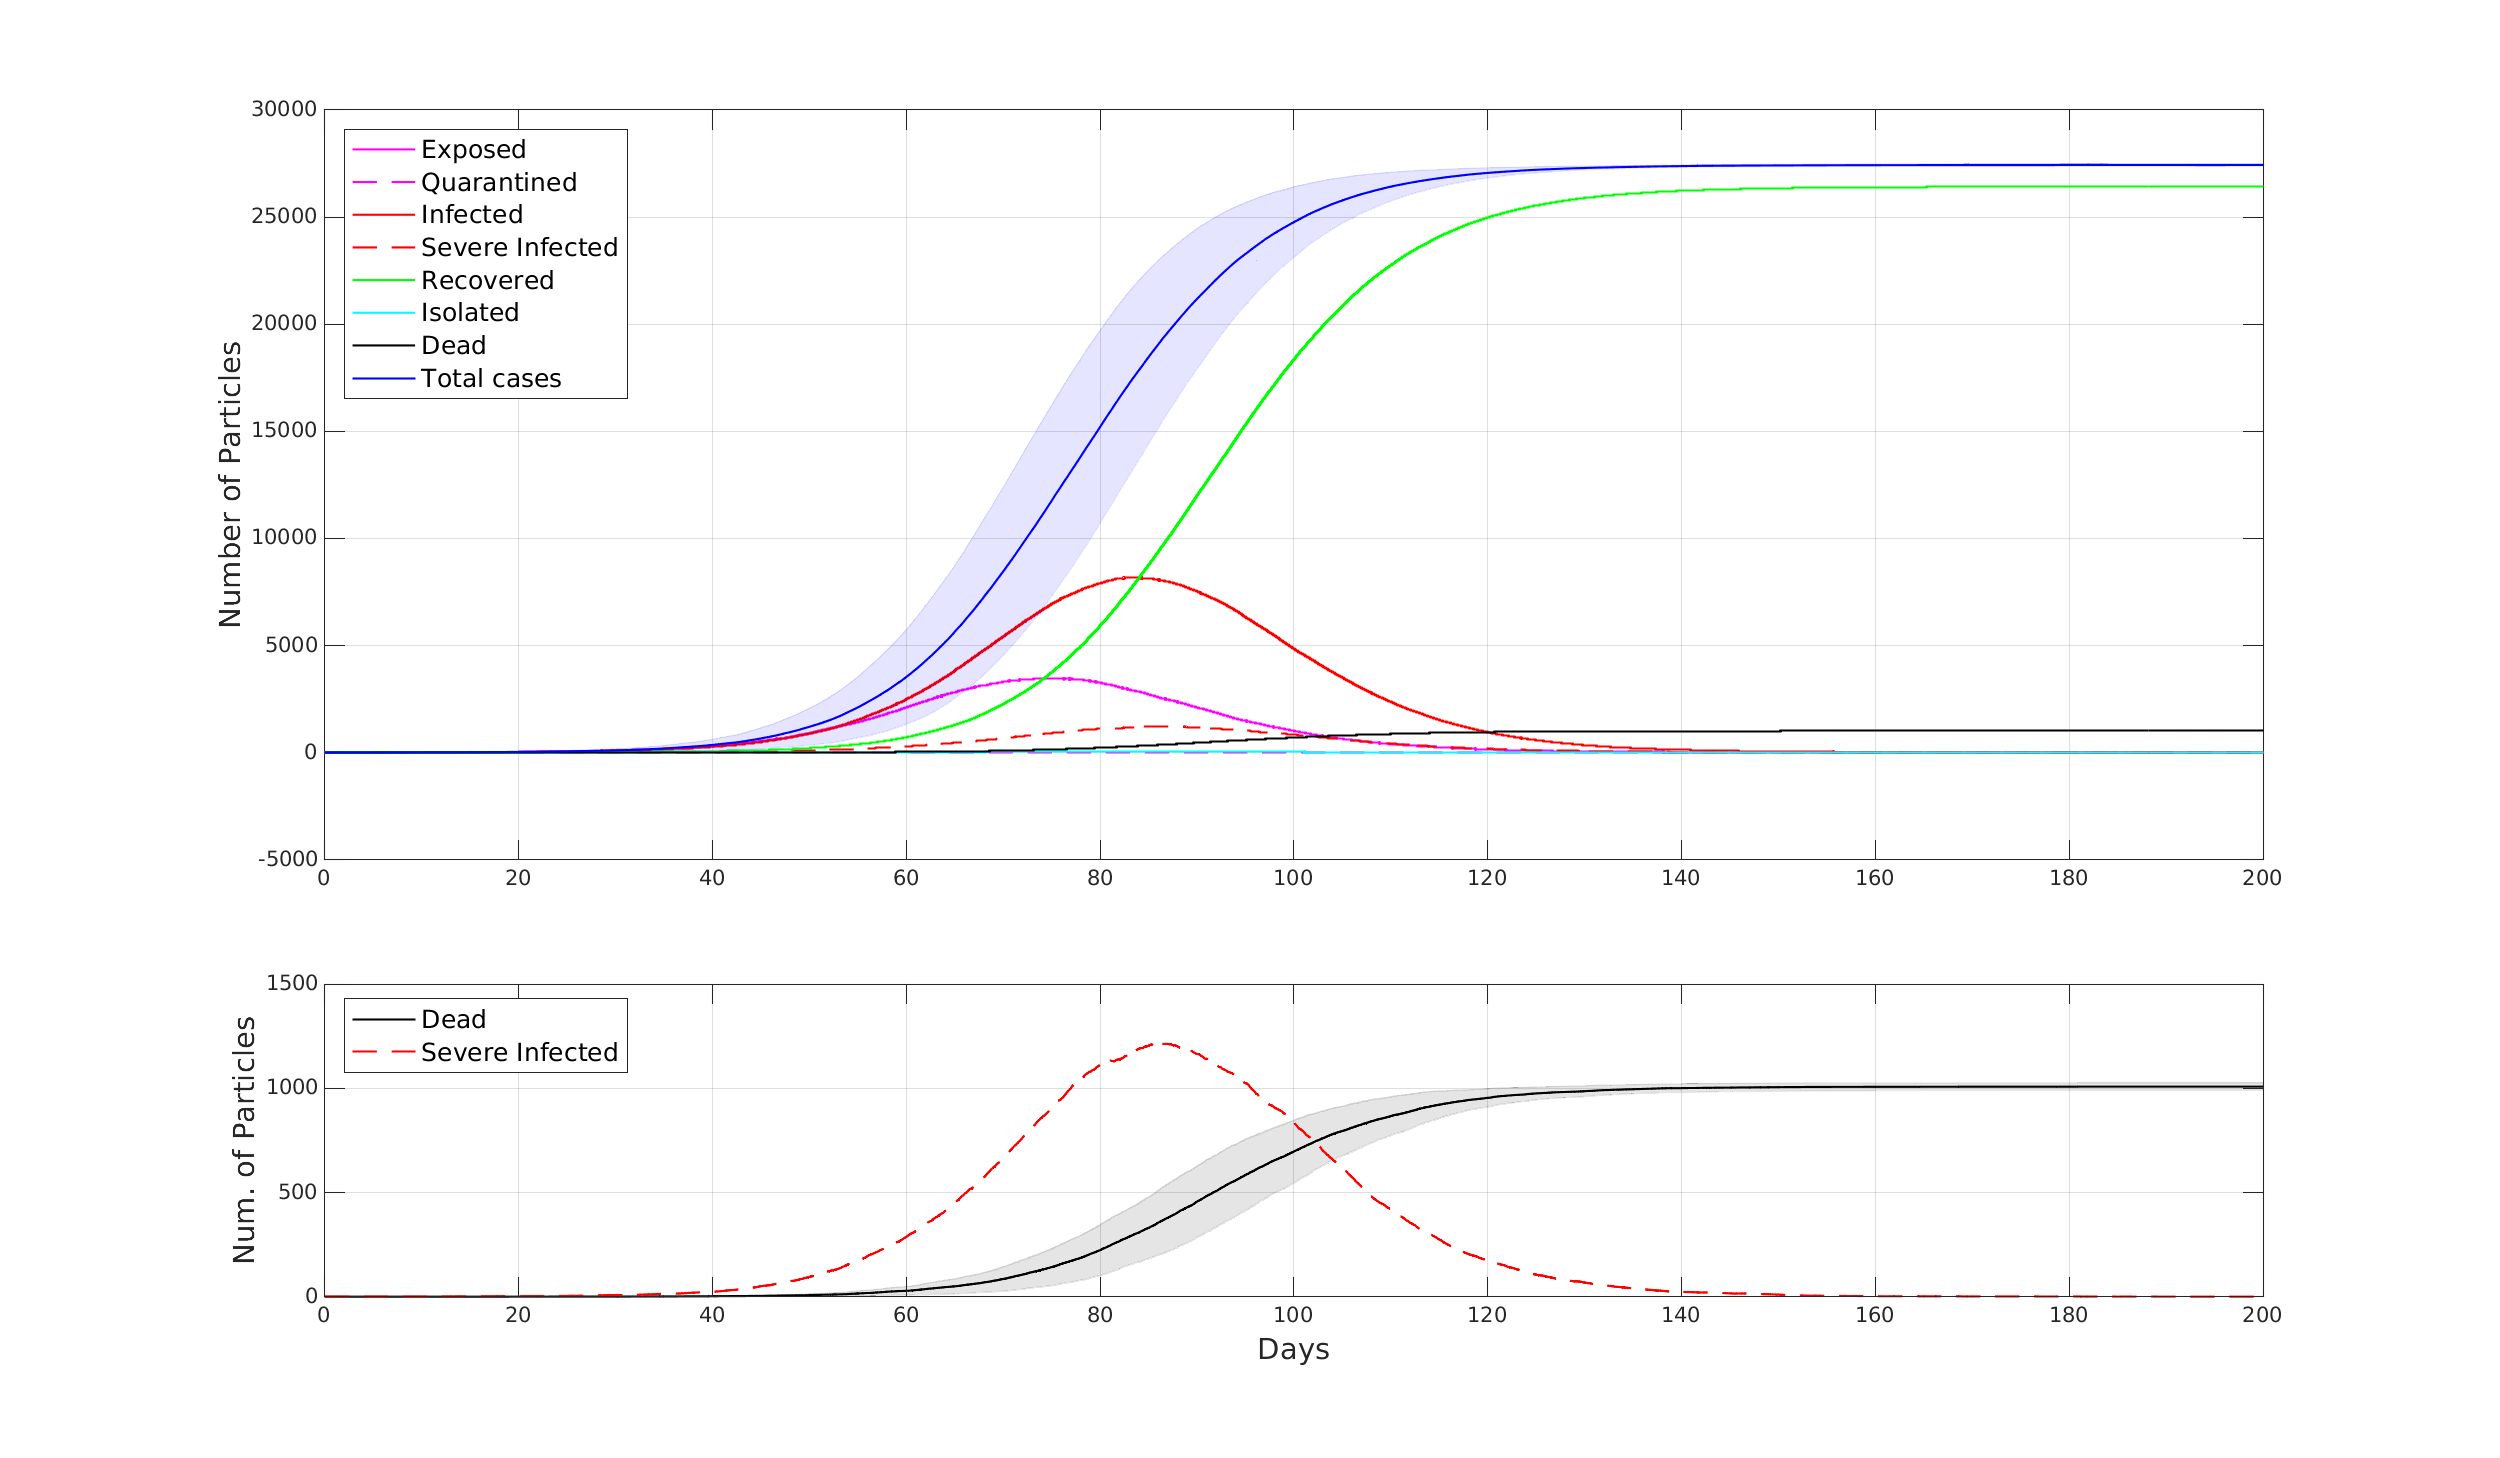 30000
25000
20000
15000
10000
5000
0
-5000
Number of Particles
Exposed
Quarantined
Infected
Severe Infected
Recovered
Isolated
Dead
Total cases
0 20 40 60 80 100 120 140 160 180 200
1500
1000
500
0
Num. of Particles
Dead
Severe Infected
0 20 40 60 80 100 120 140 160 180 200
Days